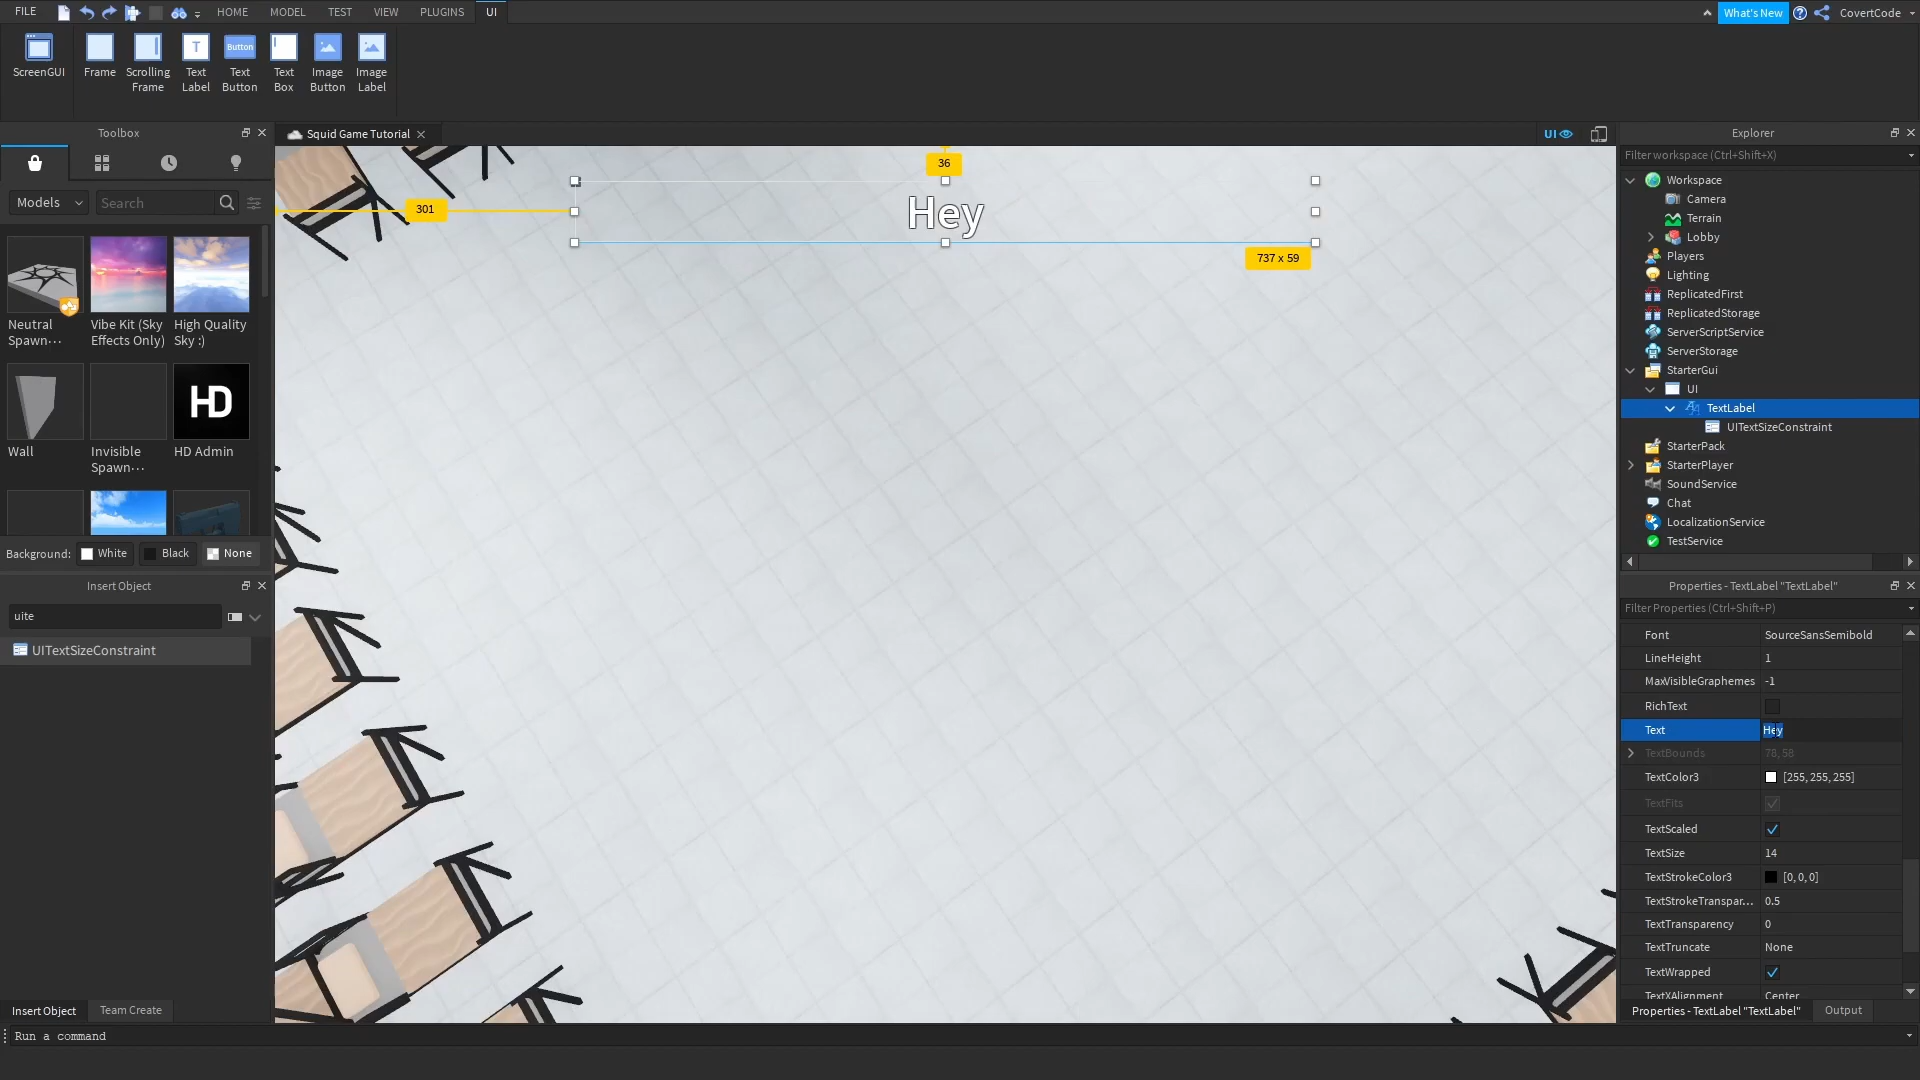 FILE
HOME
MODEL
TEST
VIEW
PLUGINS
UI
What's New
CovertCode
ScreenGUI
Frame
Scrolling
Frame
Text
Label
Button
Text
Button
Text
Box
Image
Button
Image
Label
T
Toolbox
Squid Game Tutorial
UI
Explorer
Filter workspace (Ctrl+Shift+X)
Models
Search
Neutral
Spawn...
Vibe Kit (Sky
Effects Only)
High Quality
Sky :)
HD
Wall
Invisible
Spawn...
HD Admin
Background:
White
Black
None
Insert Object
uite
UITextSizeConstraint
Insert Object
Team Create
Run a command
36
301
Hey
737 x 59
Workspace
Camera
Terrain
Lobby
Players
Lighting
ReplicatedFirst
ReplicatedStorage
ServerScriptService
ServerStorage
StarterGui
UI
TextLabel
UITextSizeConstraint
StarterPack
StarterPlayer
SoundService
Chat
LocalizationService
TestService
Properties - TextLabel "TextLabel"
Filter Properties (Ctrl+Shift+P)
Font SourceSansSemibold
LineHeight 1
MaxVisibleGraphemes -1
RichText
Text Hey
TextBounds 78, 58
TextColor3 [255, 255, 255]
TextFits
TextScaled
TextSize 14
TextStrokeColor3 [0, 0, 0]
TextStrokeTranspar... 0.5
TextTransparency 0
TextTruncate None
TextWrapped
TextXAlignment Center
Properties - TextLabel "TextLabel"
Output